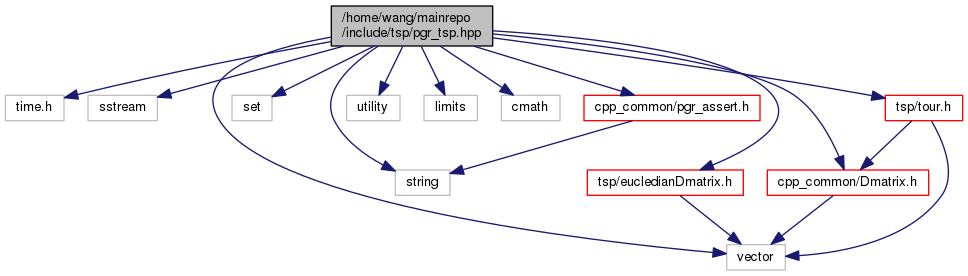 /home/wang/mainrepo
/include/tsp/pgr_tsp.hpp
time.h
sstream
set
utility
limits
cmath
cpp_common/pgr_assert.h
tsp/tour.h
string
tsp/eucledianDmatrix.h
cpp_common/Dmatrix.h
vector